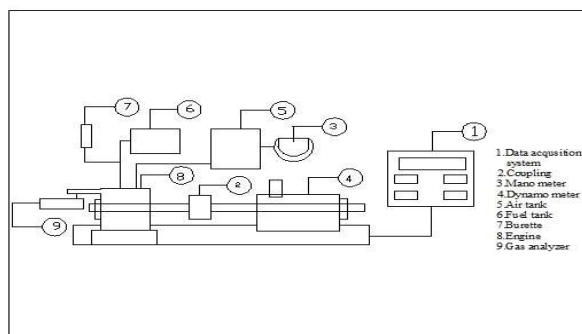 7
6
5
3
1
8
2
4
9
1.Data acqusition
system
2.Coupling
3.Mano meter
4.Dynamo meter
5.Air tank
6.Fuel tank
7.Burette
8.Engine
9.Gas analyzer